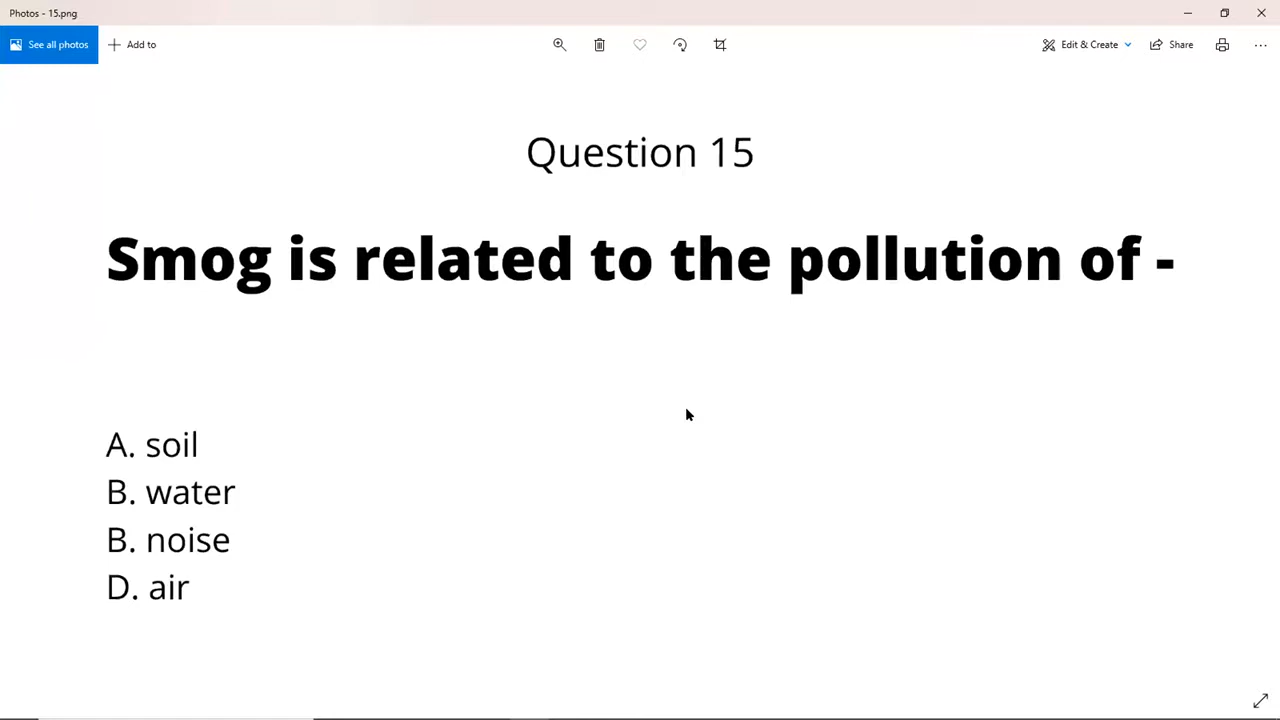 Photos - 15.png
See all photos
Add to
Edit & Create
Share
Question 15
Smog is related to the pollution of -
A. soil
B. water
B. noise
D. air